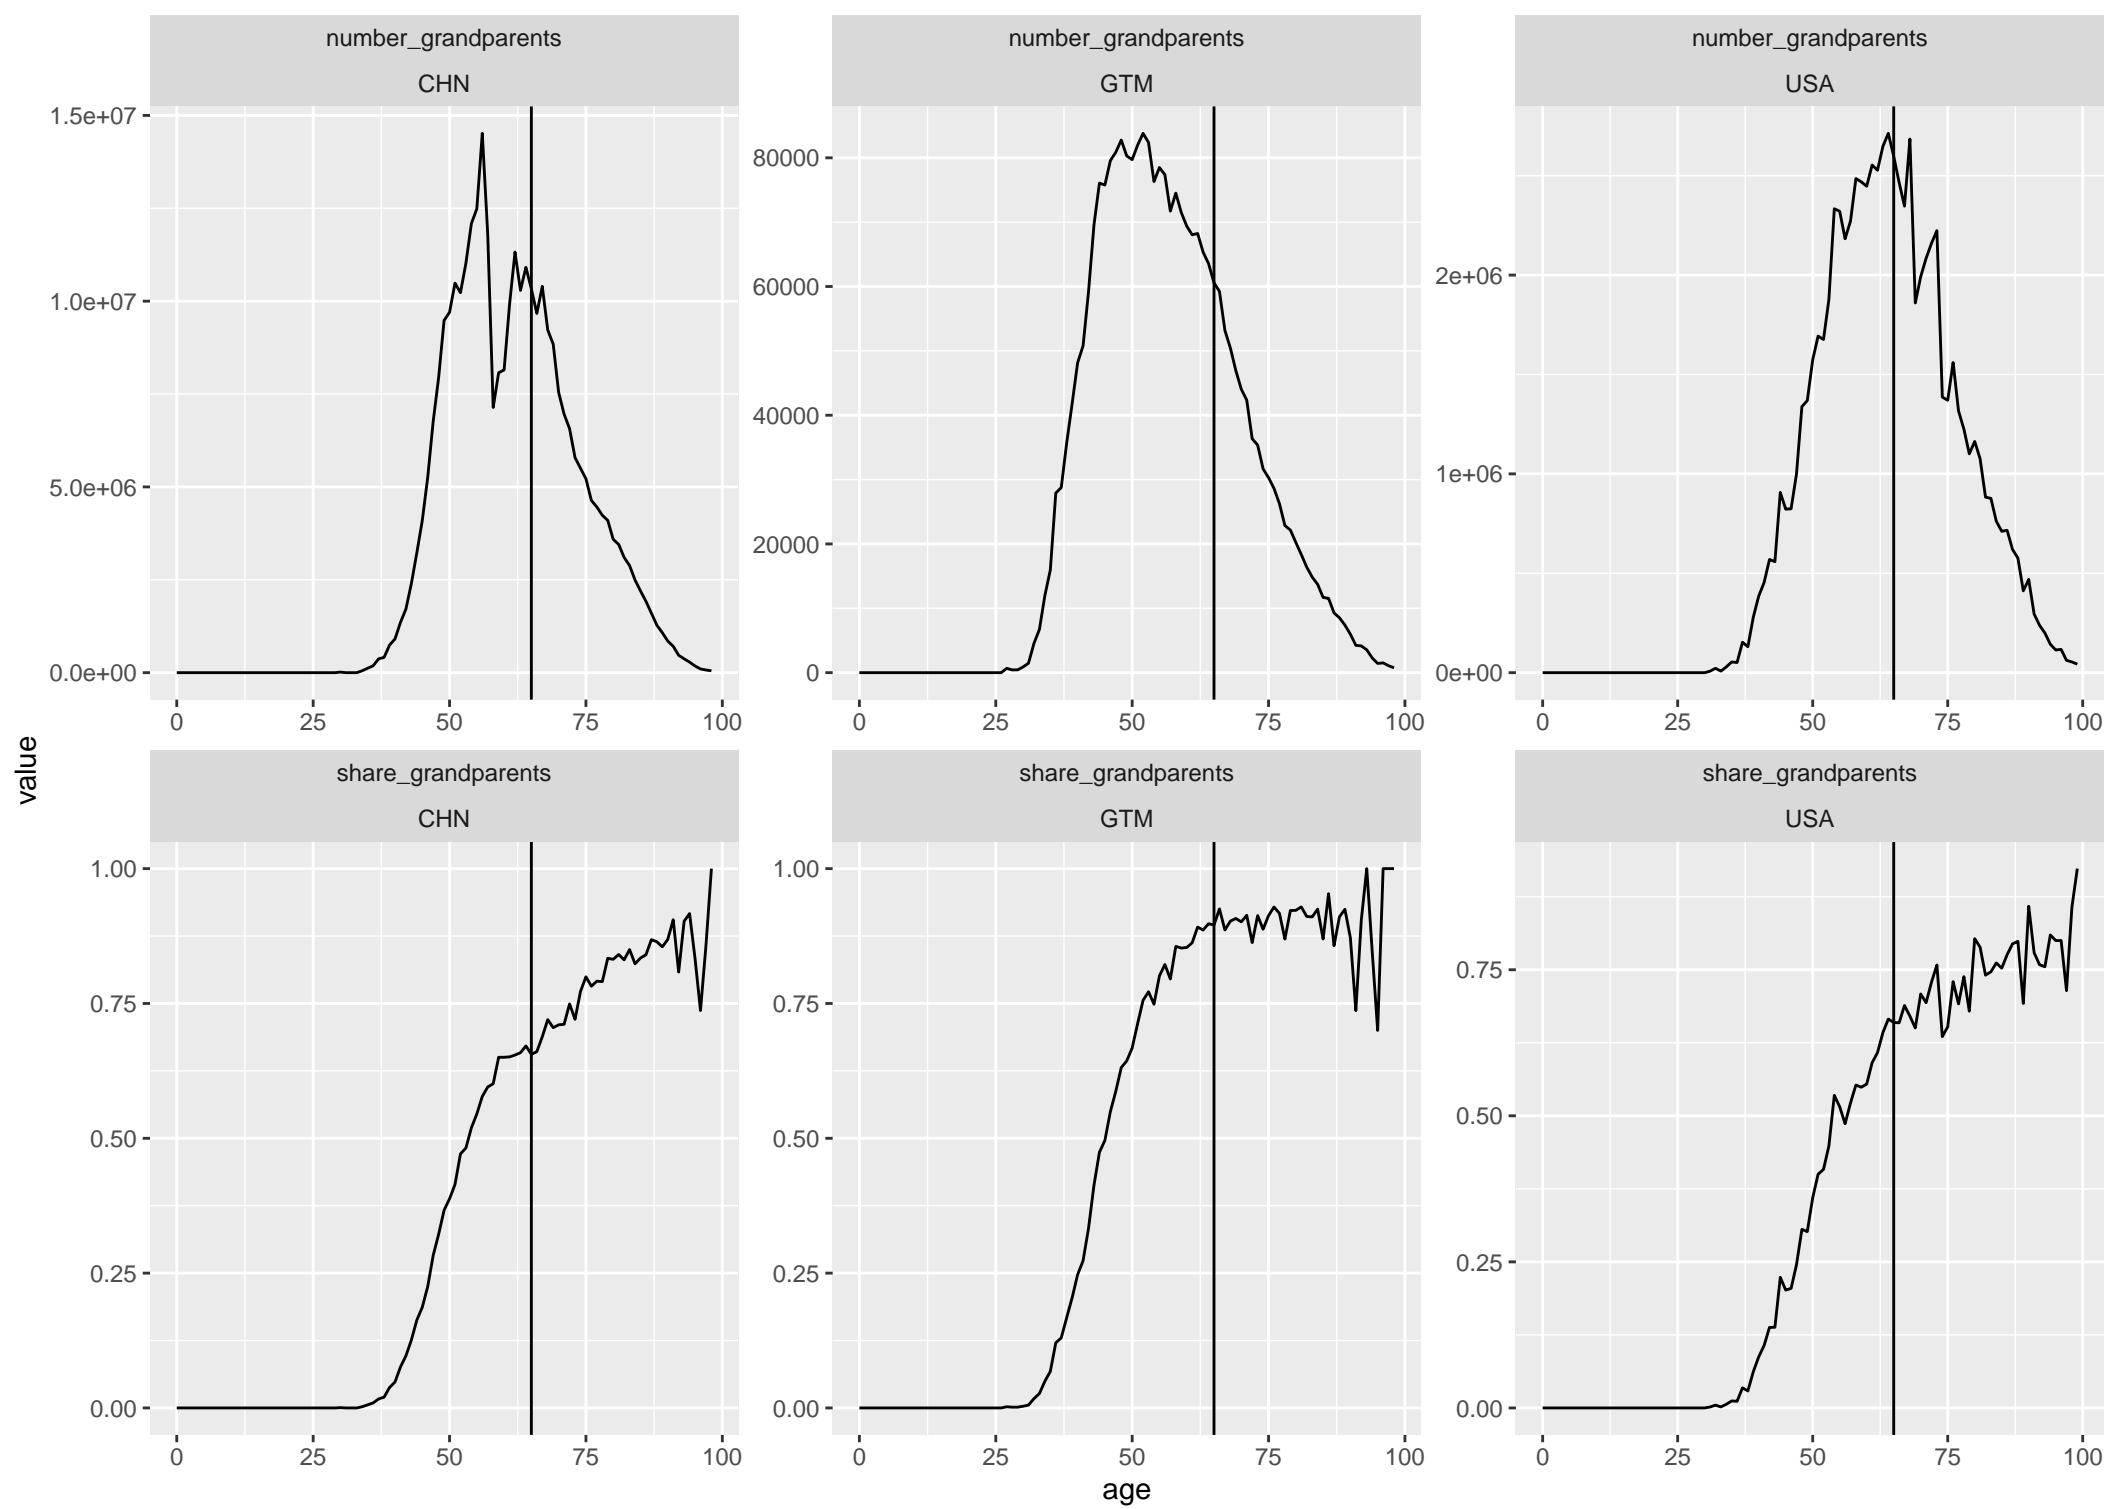 number_grandparents
CHN
number_grandparents
GTM
number_grandparents
USA
1.5e+07
1.0e+07
5.0e+06
0.0e+00
80000
60000
40000
20000
0
2e+06
1e+06
0e+00
0 25 50 75 100
0 25 50 75 100
0 25 50 75 100
value
share_grandparents
CHN
share_grandparents
GTM
share_grandparents
USA
1.00
0.75
0.50
0.25
0.00
1.00
0.75
0.50
0.25
0.00
0.75
0.50
0.25
0.00
0 25 50 75 100
0 25 50 75 100
0 25 50 75 100
age